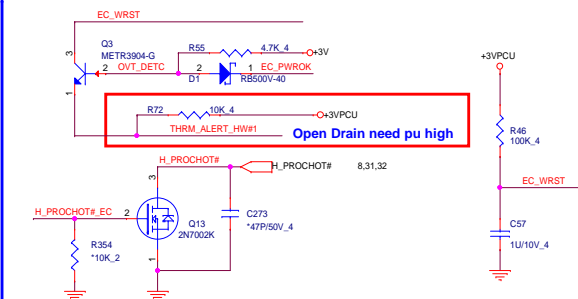 EC_WRST
3
Q3
METR3904-G
OVT_DETC
2
1
R55
4.7K_4
+3V
2
1
EC_PWROK
D1
RB500V-40
R72
10K_4
+3VPCU
THRM_ALERT_HW#1
Open Drain need pu high
H_PROCHOT#
H_PROCHOT#
8,31,32
3
H_PROCHOT#_EC
2
Q13
2N7002K
1
C273
*47P/50V_4
R354
*10K_2
+3VPCU
R46
100K_4
EC_WRST
C57
1U/10V_4